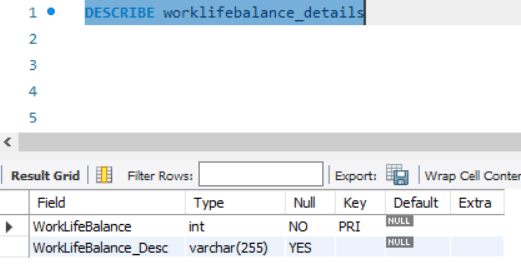 1 DESCRIBE worklifebalance_details
2
3
4
5
Result Grid Filter Rows: Export: Wrap Cell Conter
Field Type Null Key Default Extra
WorkLifeBalance int NO PRI NULL
WorkLifeBalance_Desc varchar(255) YES NULL